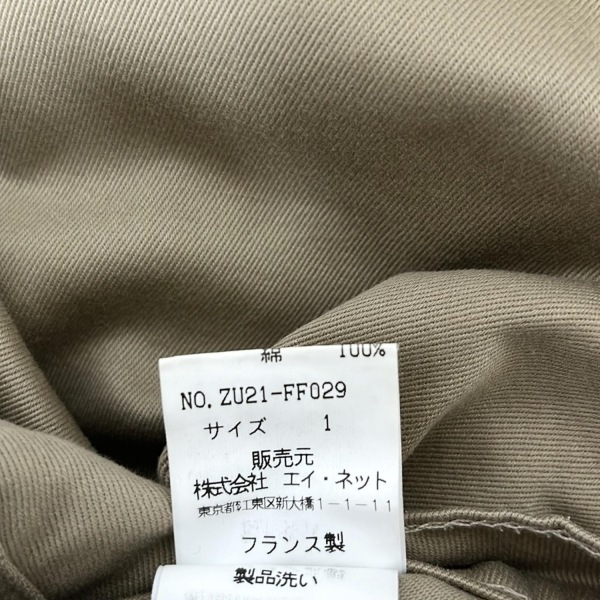 綿 100%
NO. ZU21-FF029
サイズ 1
販売元
株式会社 エイ・ネット
東京都江東区新大橋1-1-11
フランス製
製品洗い